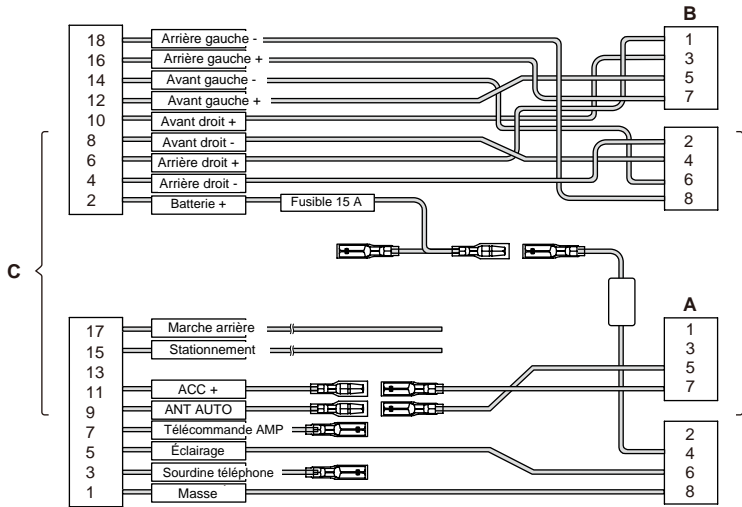 B
18 Arrière gauche - 1
16 Arrière gauche + 3
14 Avant gauche - 5
12 Avant gauche + 7
10 Avant droit +
8 Avant droit - 2
6 Arrière droit + 4
4 Arrière droit - 6
2 Batterie + Fusible 15 A 8
C
A
17 Marche arrière 1
15 Stationnement 3
13 5
11 ACC + 7
9 ANT AUTO
7 Télécommande AMP 2
5 Éclairage 4
3 Sourdine téléphone 6
1 Masse 8